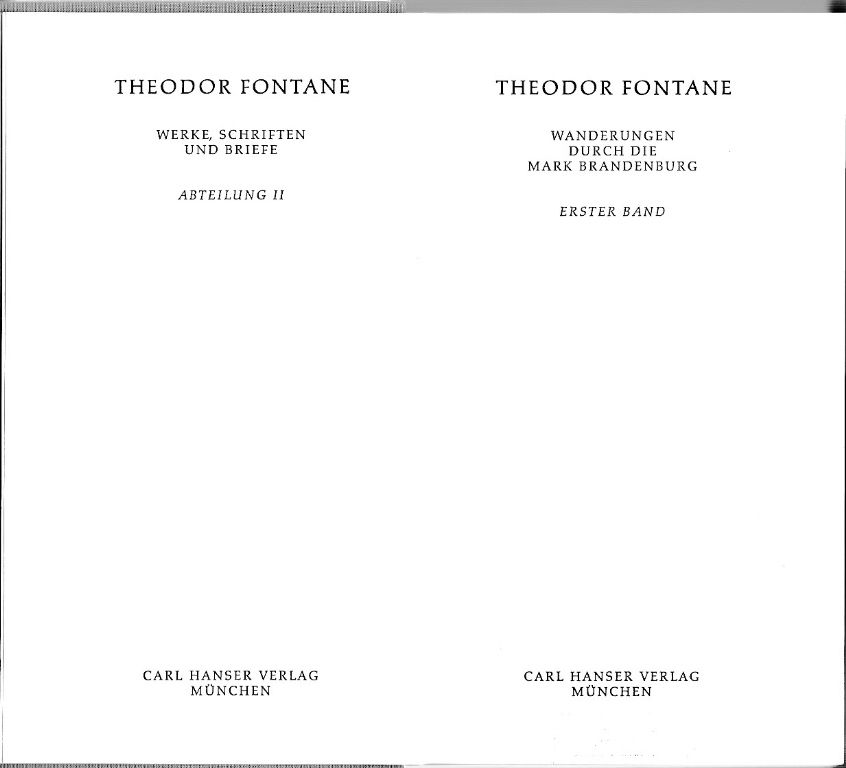 THEODOR FONTANE
WERKE, SCHRIFTEN
UND BRIEFE
ABTEILUNG II
CARL HANSER VERLAG
MÜNCHEN
THEODOR FONTANE
WANDERUNGEN
DURCH DIE
MARK BRANDENBURG
ERSTER BAND
CARL HANSER VERLAG
MÜNCHEN